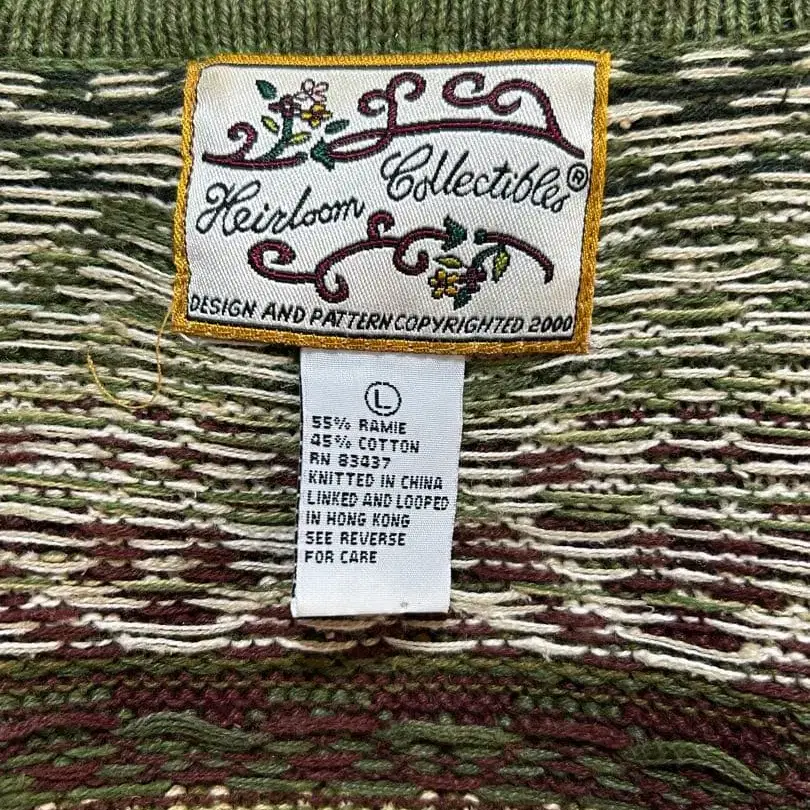 Heirloom Collectibles®
DESIGN AND PATTERN COPYRIGHTED 2000
L
55% RAMIE
45% COTTON
RN 83437
KNITTED IN CHINA
LINKED AND LOOPED
IN HONG KONG
SEE REVERSE
FOR CARE